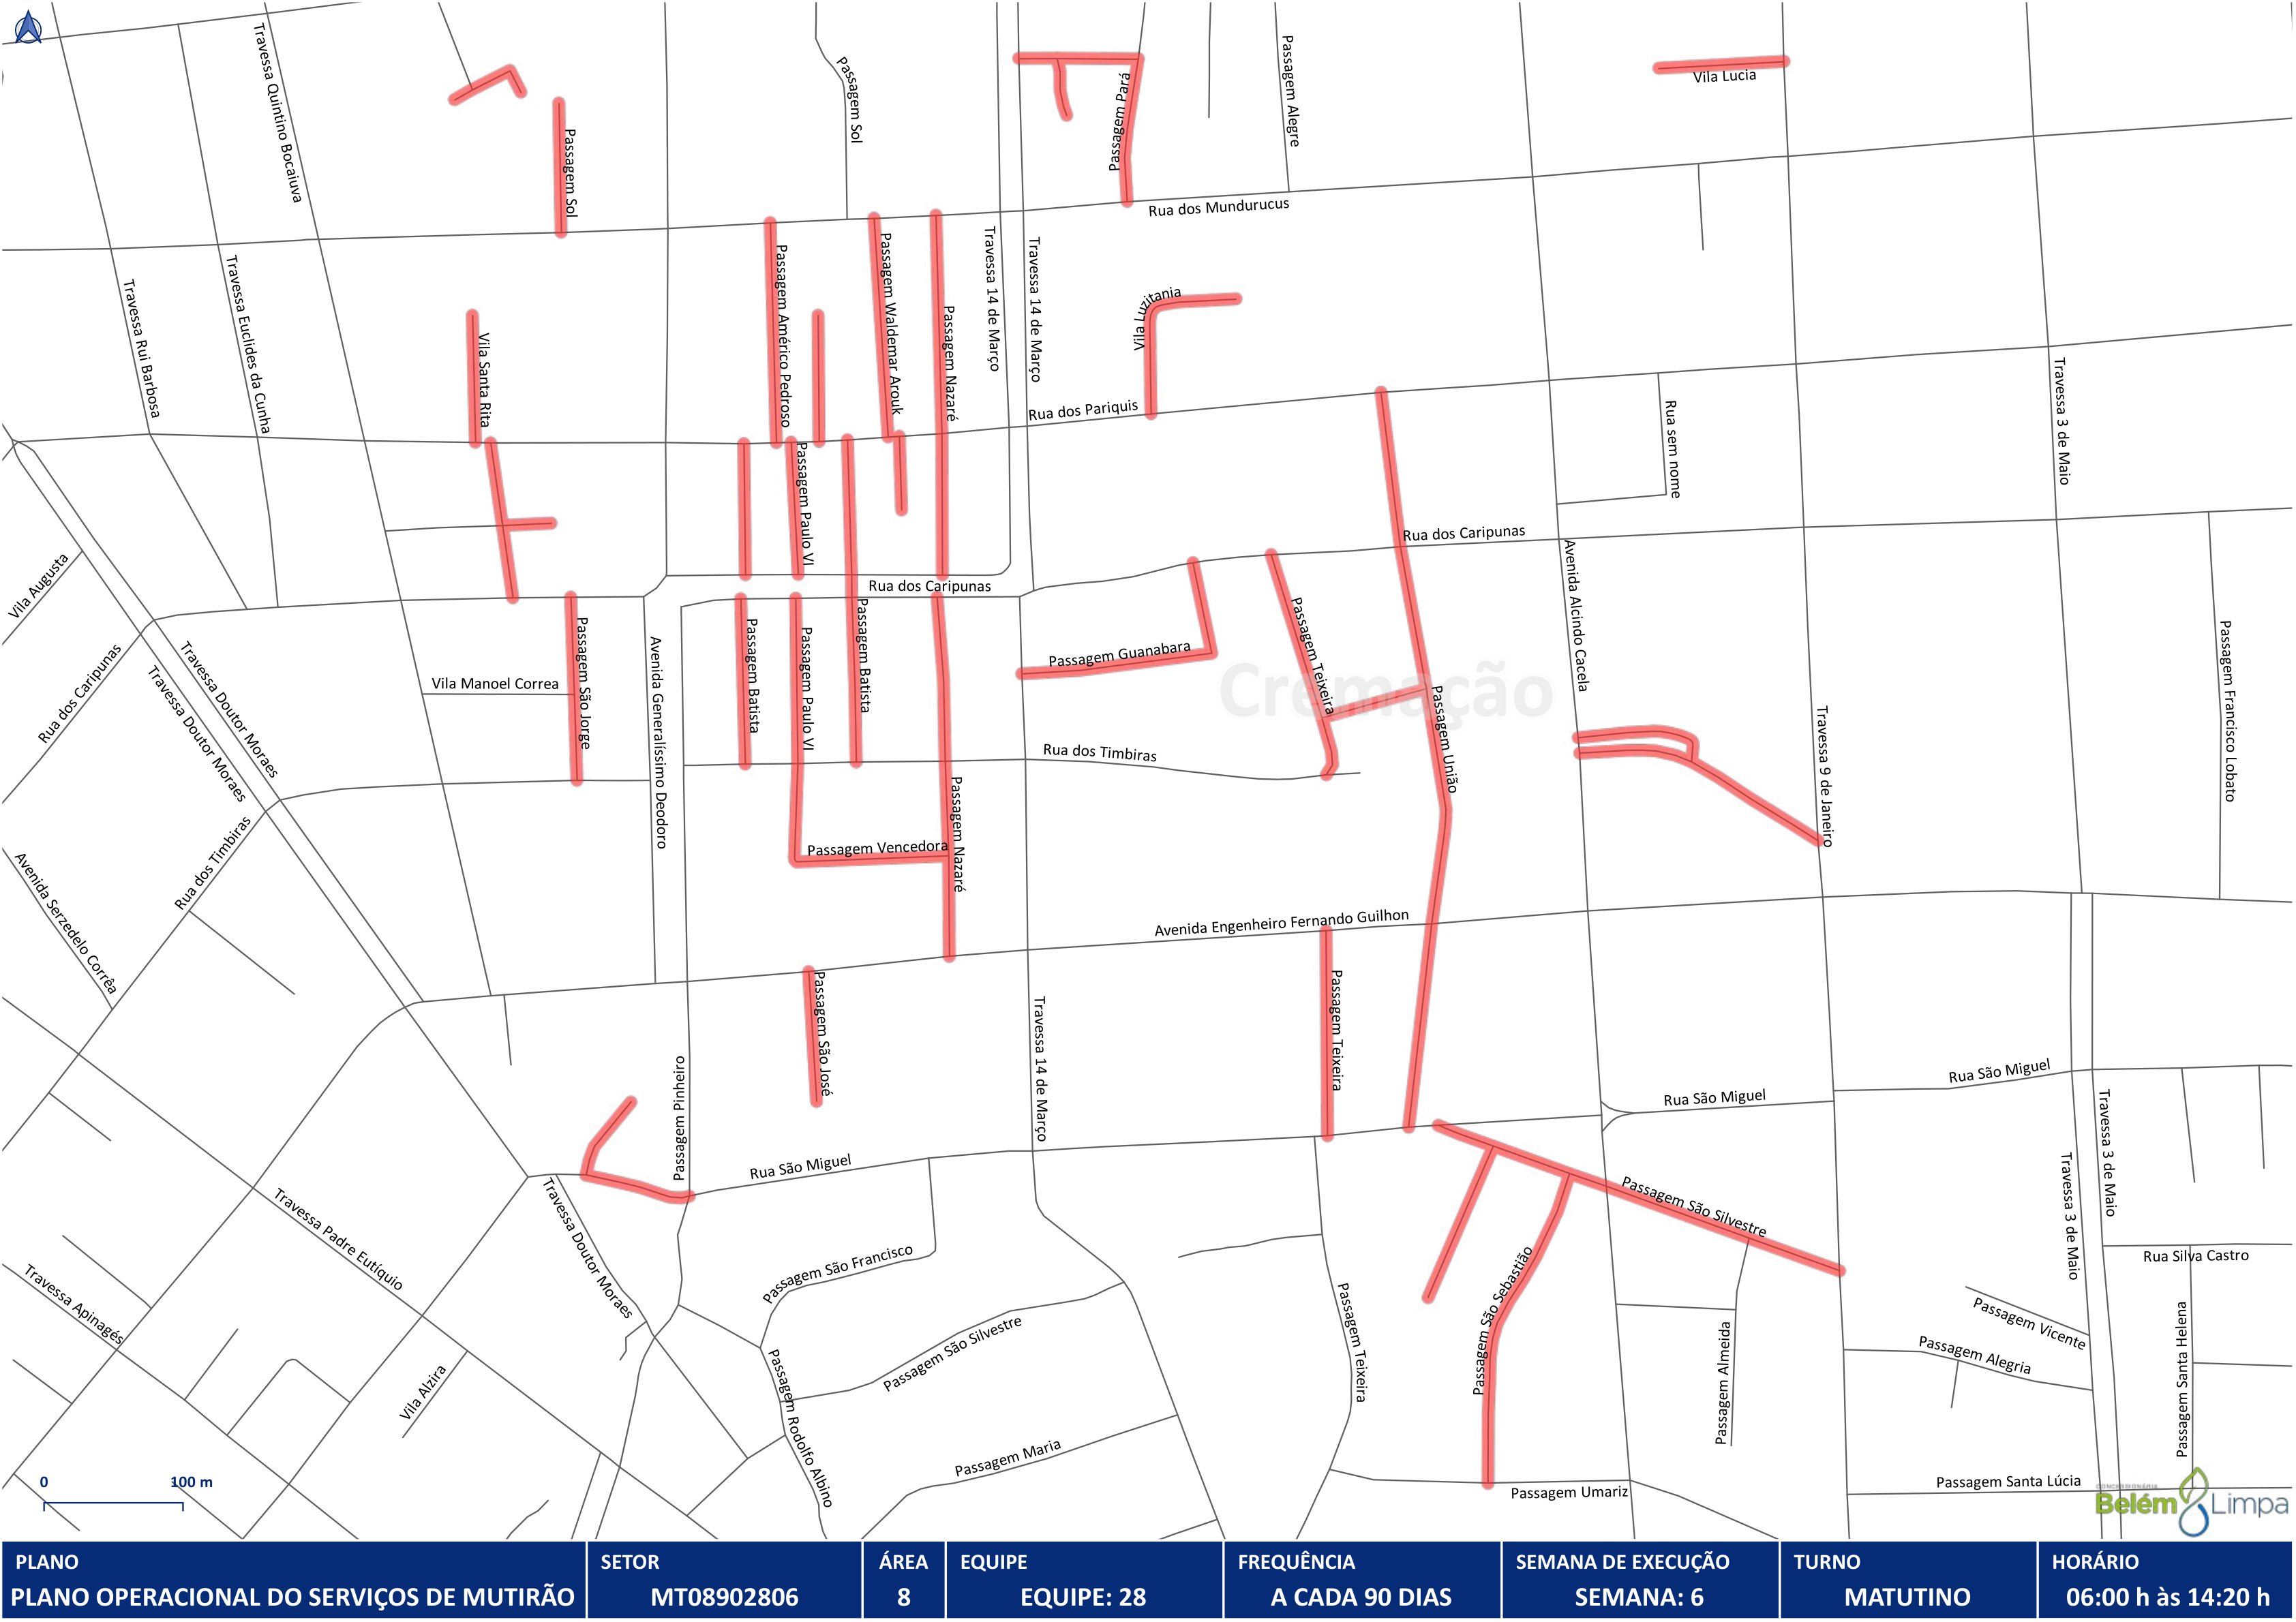 Travessa Quintino Bocaiuva
Passagem Sol
Passagem Sol
Passagem Pará
Passagem Alegre
Vila Lucia
Rua dos Mundurucus
Travessa Rui Barbosa
Travessa Euclides da Cunha
Vila Santa Rita
Passagem Américo Pedroso
Passagem Waldemar Arouk
Passagem Nazaré
Travessa 14 de Março
Travessa 14 de Março
Vila Luzitania
Rua dos Pariquis
Rua sem nome
Travessa 3 de Maio
Passagem Paulo VI
Rua dos Caripunas
Rua dos Caripunas
Vila Augusta
Rua dos Caripunas
Travessa Doutor Moraes
Travessa Doutor Moraes
Vila Manoel Correa
Passagem São Jorge
Avenida Generalíssimo Deodoro
Passagem Batista
Passagem Paulo VI
Passagem Batista
Passagem Guanabara
Passagem Teixeira
Cremação
Passagem União
Avenida Alcindo Cacela
Travessa 9 de Janeiro
Passagem Francisco Lobato
Rua dos Timbiras
Rua dos Timbiras
Passagem Vencedora
Passagem Nazaré
Avenida Serzedelo Corrêa
Avenida Engenheiro Fernando Guilhon
Passagem São José
Passagem Teixeira
Travessa 14 de Março
Passagem Pinheiro
Rua São Miguel
Rua São Miguel
Rua São Miguel
Travessa 3 de Maio
Travessa 3 de Maio
Travessa Padre Eutíquio
Travessa Doutor Moraes
Travessa Apinagés
Passagem São Francisco
Passagem São Silvestre
Passagem São Silvestre
Passagem São Sebastião
Passagem Teixeira
Passagem Almeida
Rua Silva Castro
Passagem Vicente
Passagem Alegria
Passagem Santa Helena
Vila Alzira
Passagem Rodolfo Albino
Passagem Maria
Passagem Umariz
Passagem Santa Lúcia
0 100 m
CONCESSIONÁRIA
Belém Limpa
PLANO
PLANO OPERACIONAL DO SERVIÇOS DE MUTIRÃO
SETOR
MT08902806
ÁREA
8
EQUIPE
EQUIPE: 28
FREQUÊNCIA
A CADA 90 DIAS
SEMANA DE EXECUÇÃO
SEMANA: 6
TURNO
MATUTINO
HORÁRIO
06:00 h às 14:20 h